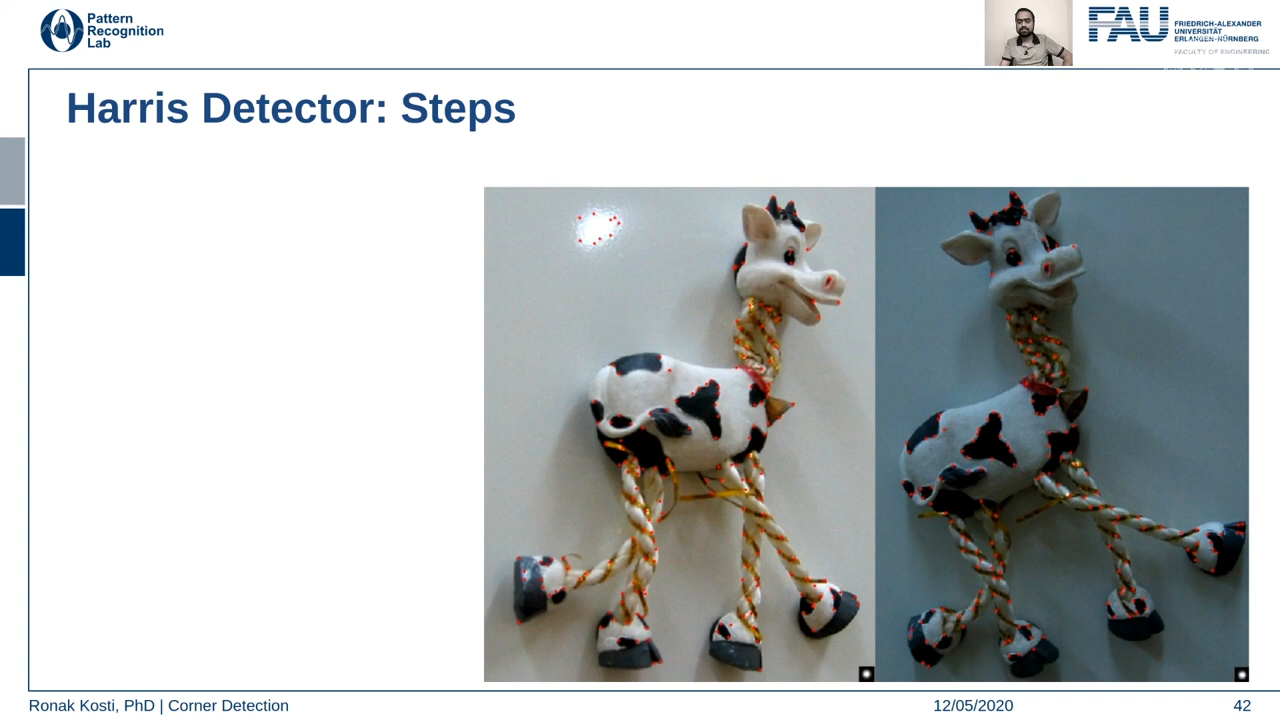 Pattern
Recognition
Lab
FAU
FRIEDRICH-ALEXANDER
UNIVERSITÄT
ERLANGEN-NÜRNBERG
FACULTY OF ENGINEERING
Harris Detector: Steps
Ronak Kosti, PhD | Corner Detection
12/05/2020
42